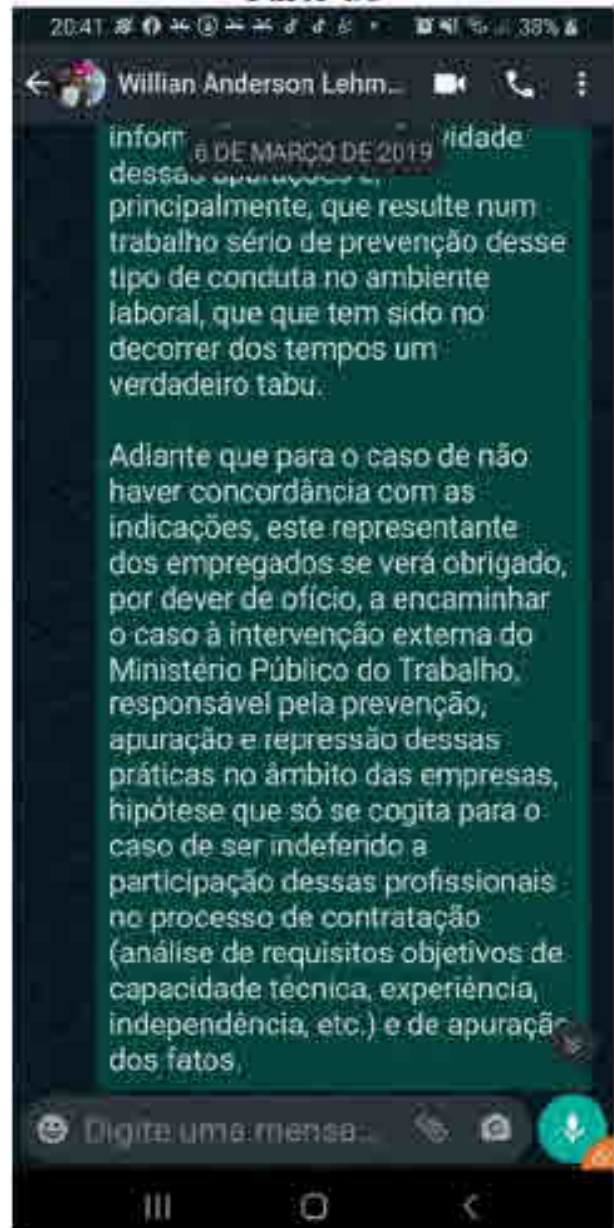 20:41 38%
Willian Anderson Lehm...
6 DE MARÇO DE 2019
inform vidade
dessas apurações e,
principalmente, que resulte num
trabalho sério de prevenção desse
tipo de conduta no ambiente
laboral, que que tem sido no
decorrer dos tempos um
verdadeiro tabu.
Adiante que para o caso de não
haver concordância com as
indicações, este representante
dos empregados se verá obrigado,
por dever de ofício, a encaminhar
o caso à intervenção externa do
Ministério Público do Trabalho,
responsável pela prevenção,
apuração e repressão dessas
práticas no âmbito das empresas,
hipótese que só se cogita para o
caso de ser indeferido a
participação dessas profissionais
no processo de contratação
(análise de requisitos objetivos de
capacidade técnica, experiência,
independência, etc.) e de apuração
dos fatos.
Digite uma mensa...